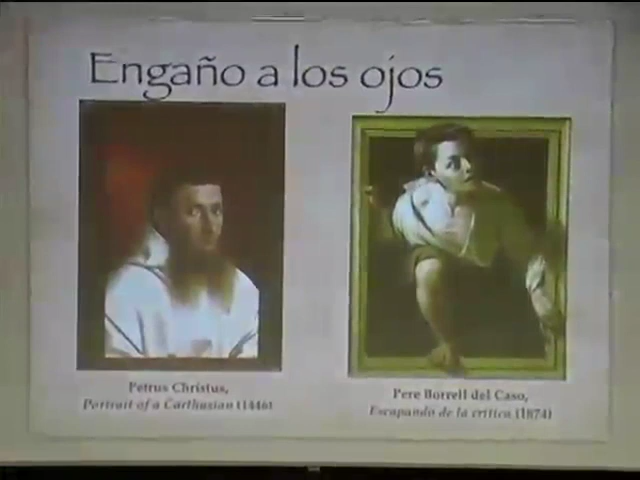 Engaño a los ojos
Petrus Christus,
Portrait of a Carthusian (1446)
Pere Borrell del Caso,
Escapando de la crítica (1874)